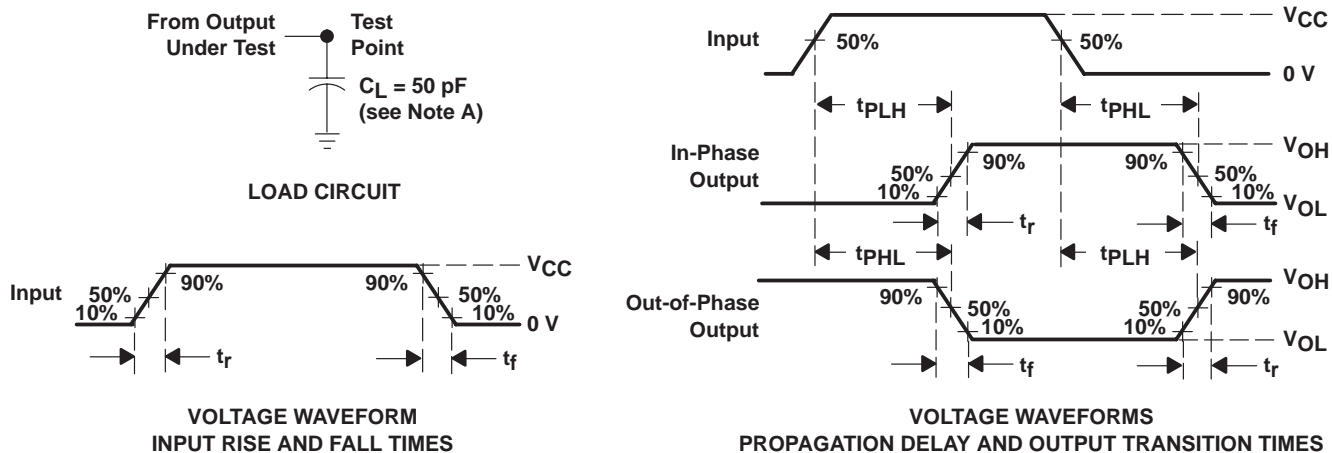 From Output
Under Test
Test
Point
CL = 50 pF
(see Note A)
LOAD CIRCUIT
Input
50%
10%
90%
90%
50%
10%
VCC
0 V
tr
tf
VOLTAGE WAVEFORM
INPUT RISE AND FALL TIMES
Input
50%
50%
VCC
0 V
tPLH
tPHL
In-Phase
Output
50%
10%
90%
90%
50%
10%
VOH
VOL
tr
tf
tPHL
tPLH
Out-of-Phase
Output
90%
50%
10%
50%
10%
90%
VOH
VOL
tf
tr
VOLTAGE WAVEFORMS
PROPAGATION DELAY AND OUTPUT TRANSITION TIMES